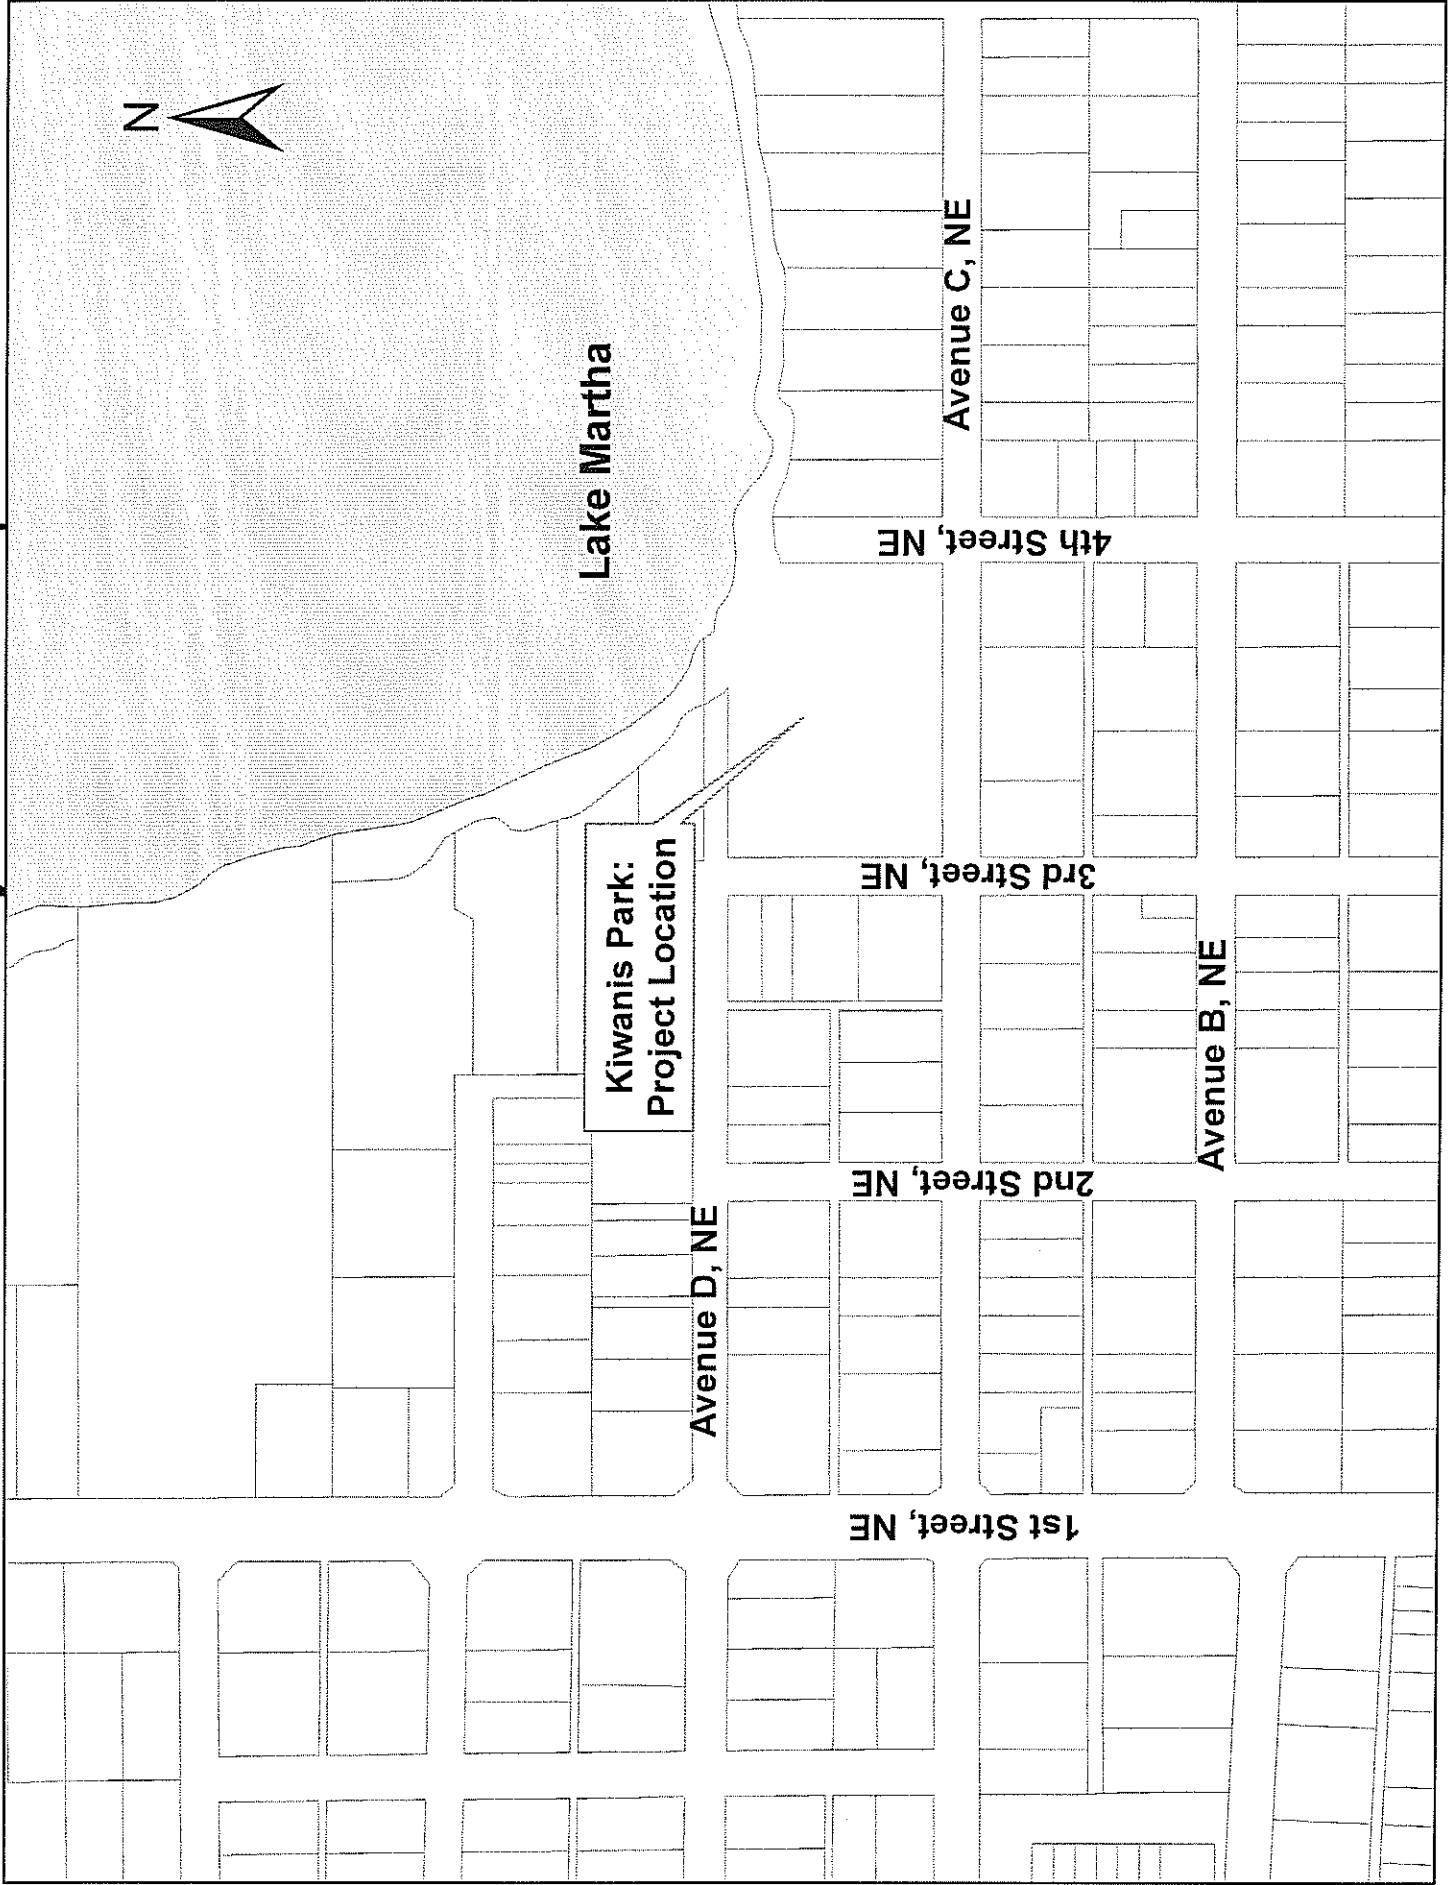 N
Lake Martha
Kiwanis Park:
Project Location
Avenue D, NE
Avenue C, NE
Avenue B, NE
1st Street, NE
2nd Street, NE
3rd Street, NE
4th Street, NE